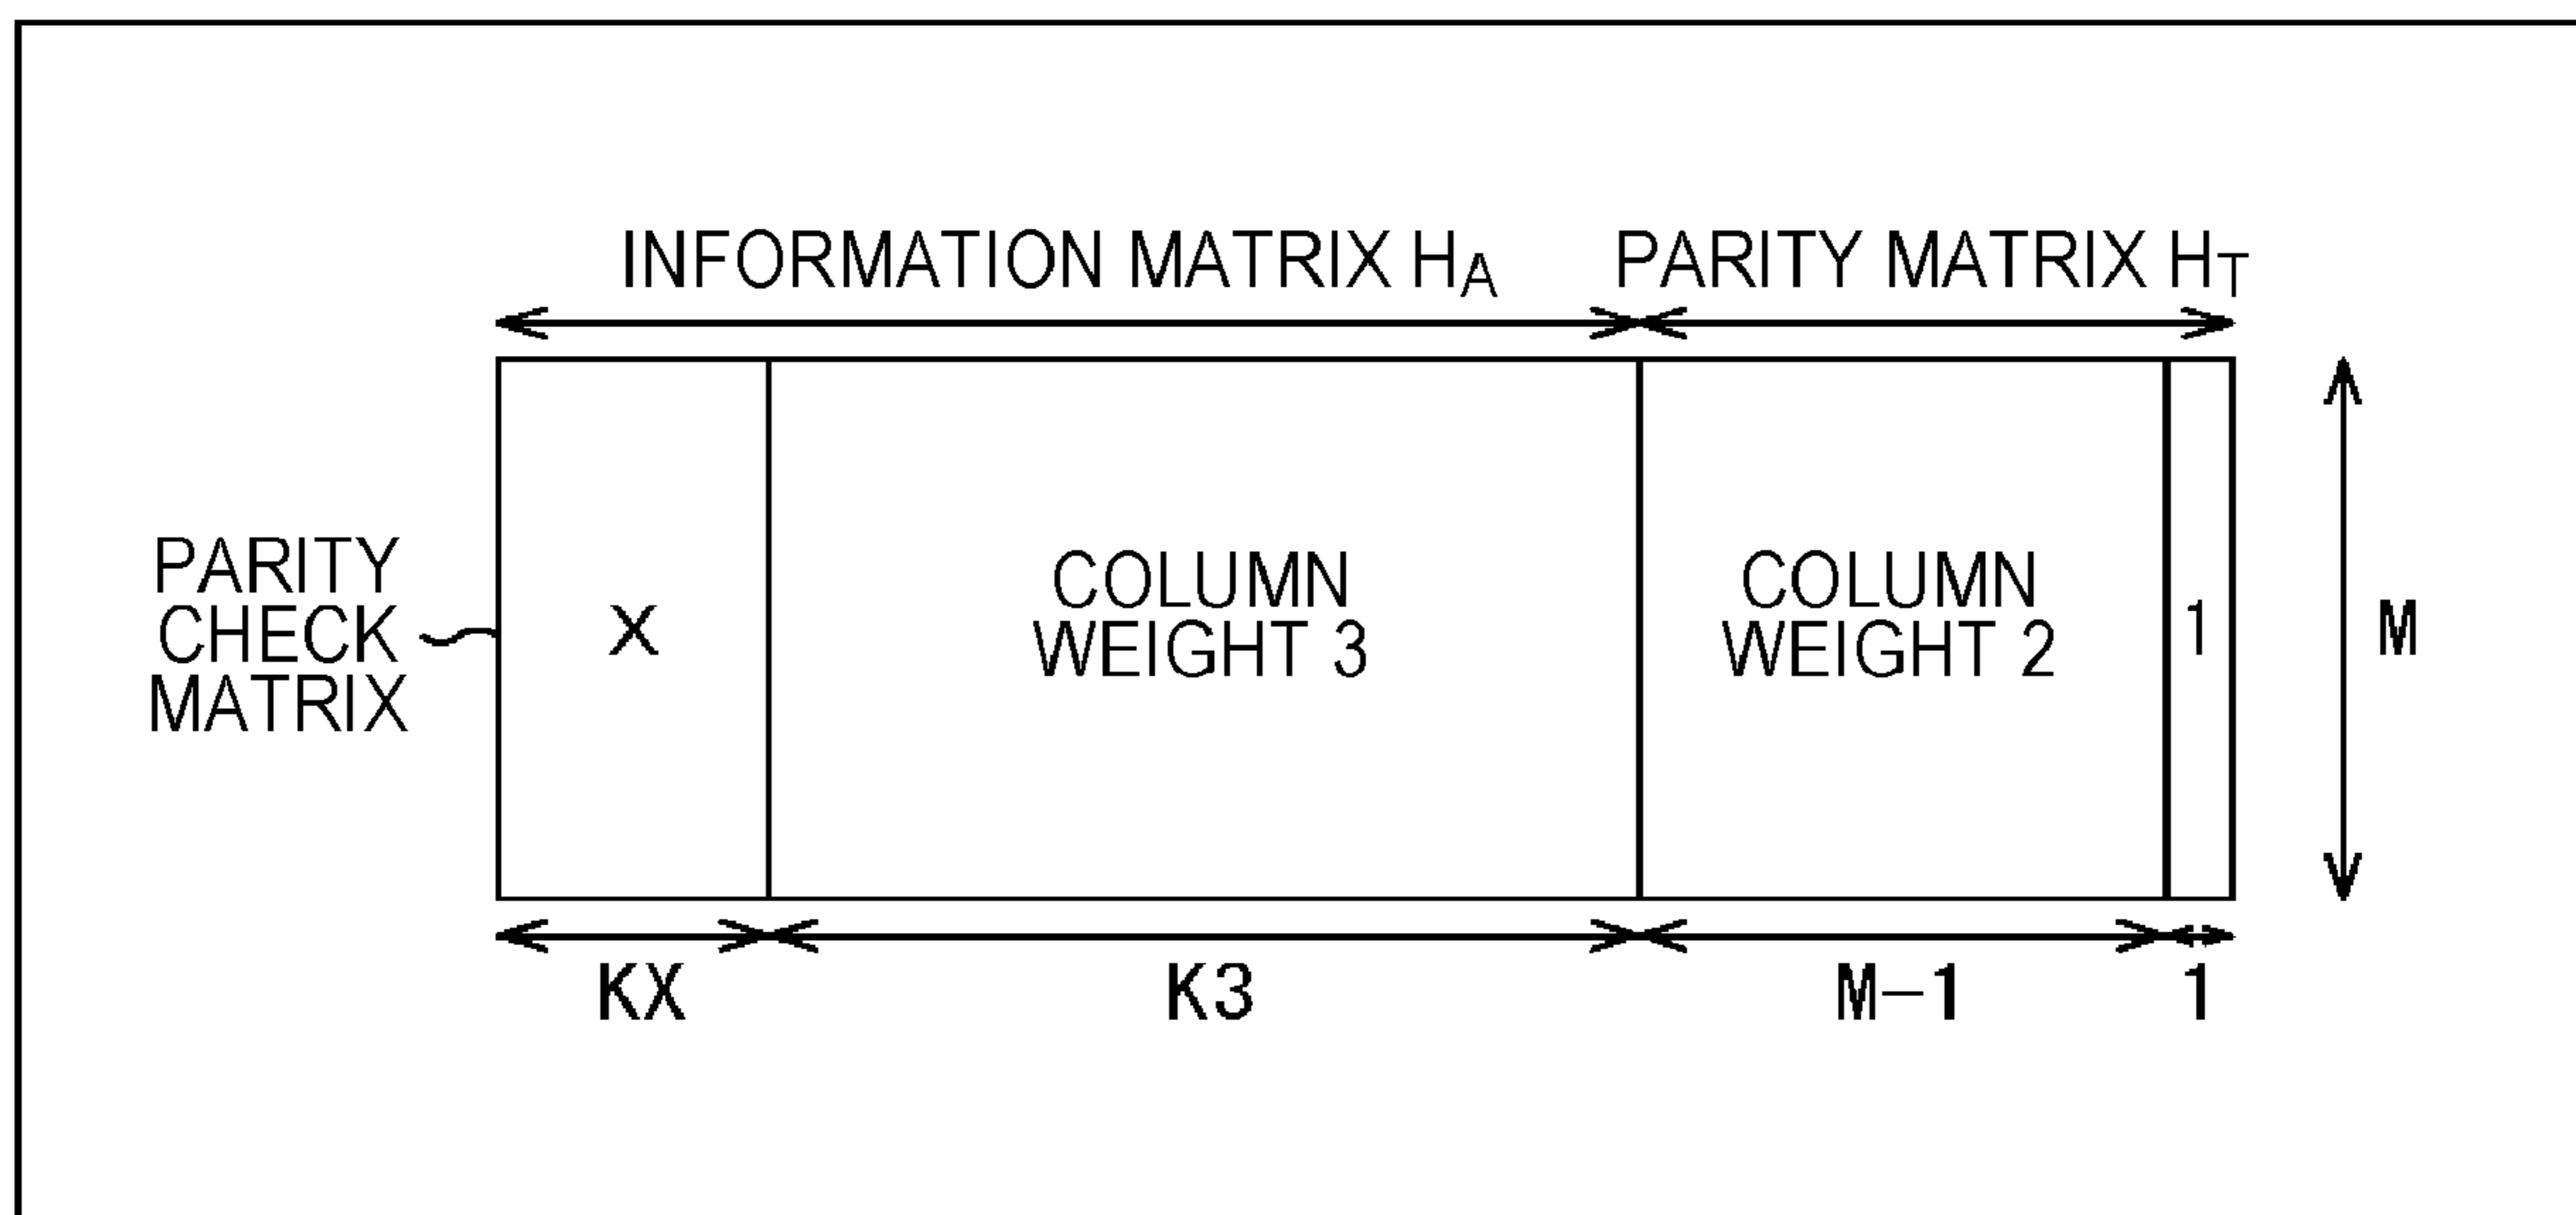 INFORMATION MATRIX HA
PARITY MATRIX HT
PARITY
CHECK
MATRIX
X
COLUMN
WEIGHT 3
COLUMN
WEIGHT 2
1
M
KX
K3
M-1
1